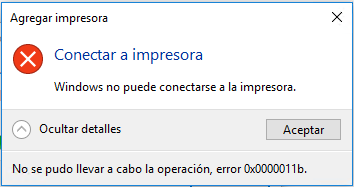 Agregar impresora
Conectar a impresora
Windows no puede conectarse a la impresora.
Ocultar detalles
Aceptar
No se pudo llevar a cabo la operación, error 0x0000011b.